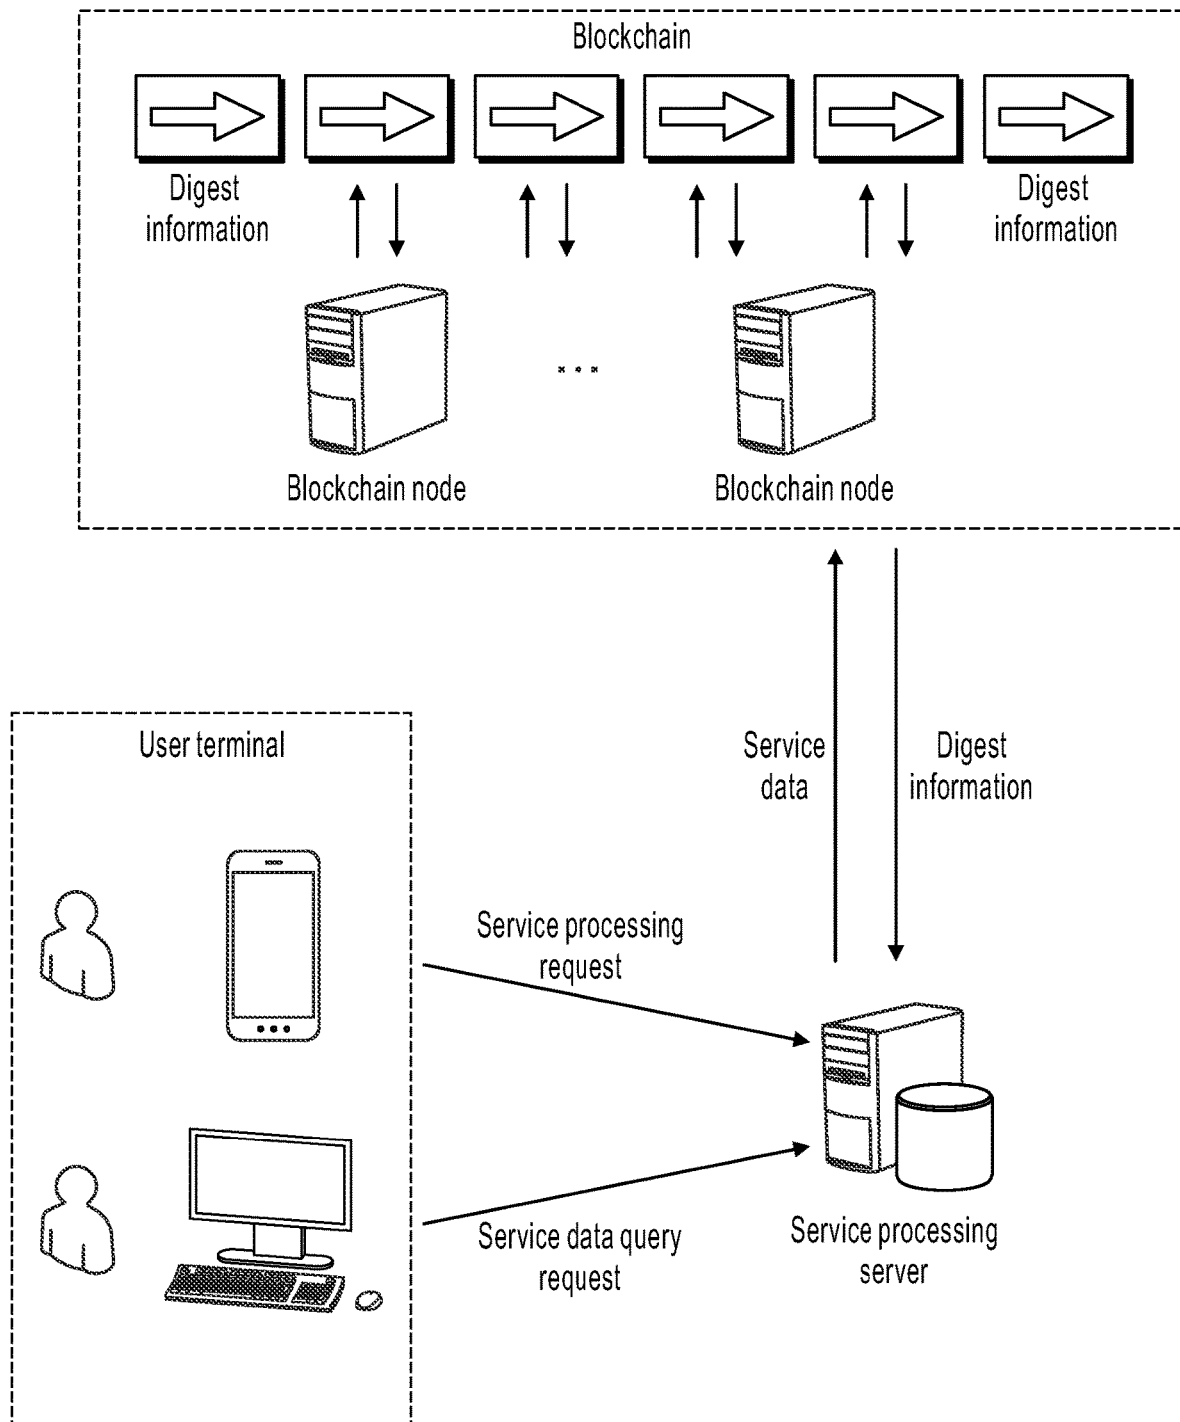 Blockchain
Digest
information
Digest
information
Blockchain node
Blockchain node
Service
data
Digest
information
User terminal
Service processing
request
Service data query
request
Service processing
server